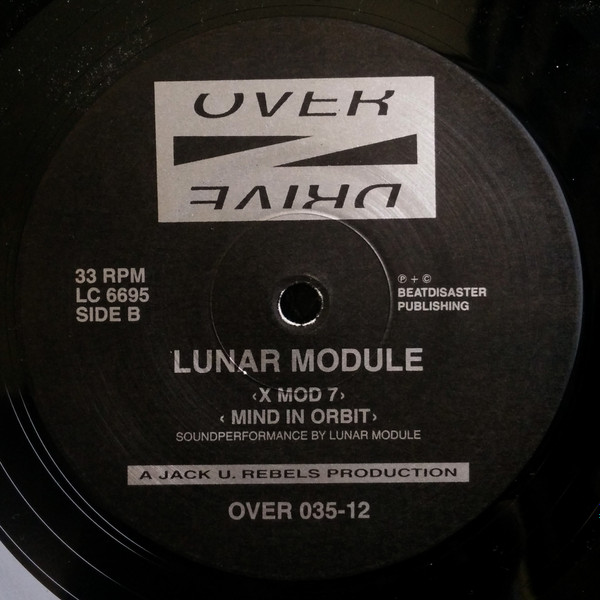 OVER
DRIVE
33 RPM
LC 6695
SIDE B
℗ + ©
BEATDISASTER
PUBLISHING
LUNAR MODULE
‹X MOD 7›
‹ MIND IN ORBIT›
SOUNDPERFORMANCE BY LUNAR MODULE
A JACK U. REBELS PRODUCTION
OVER 035-12